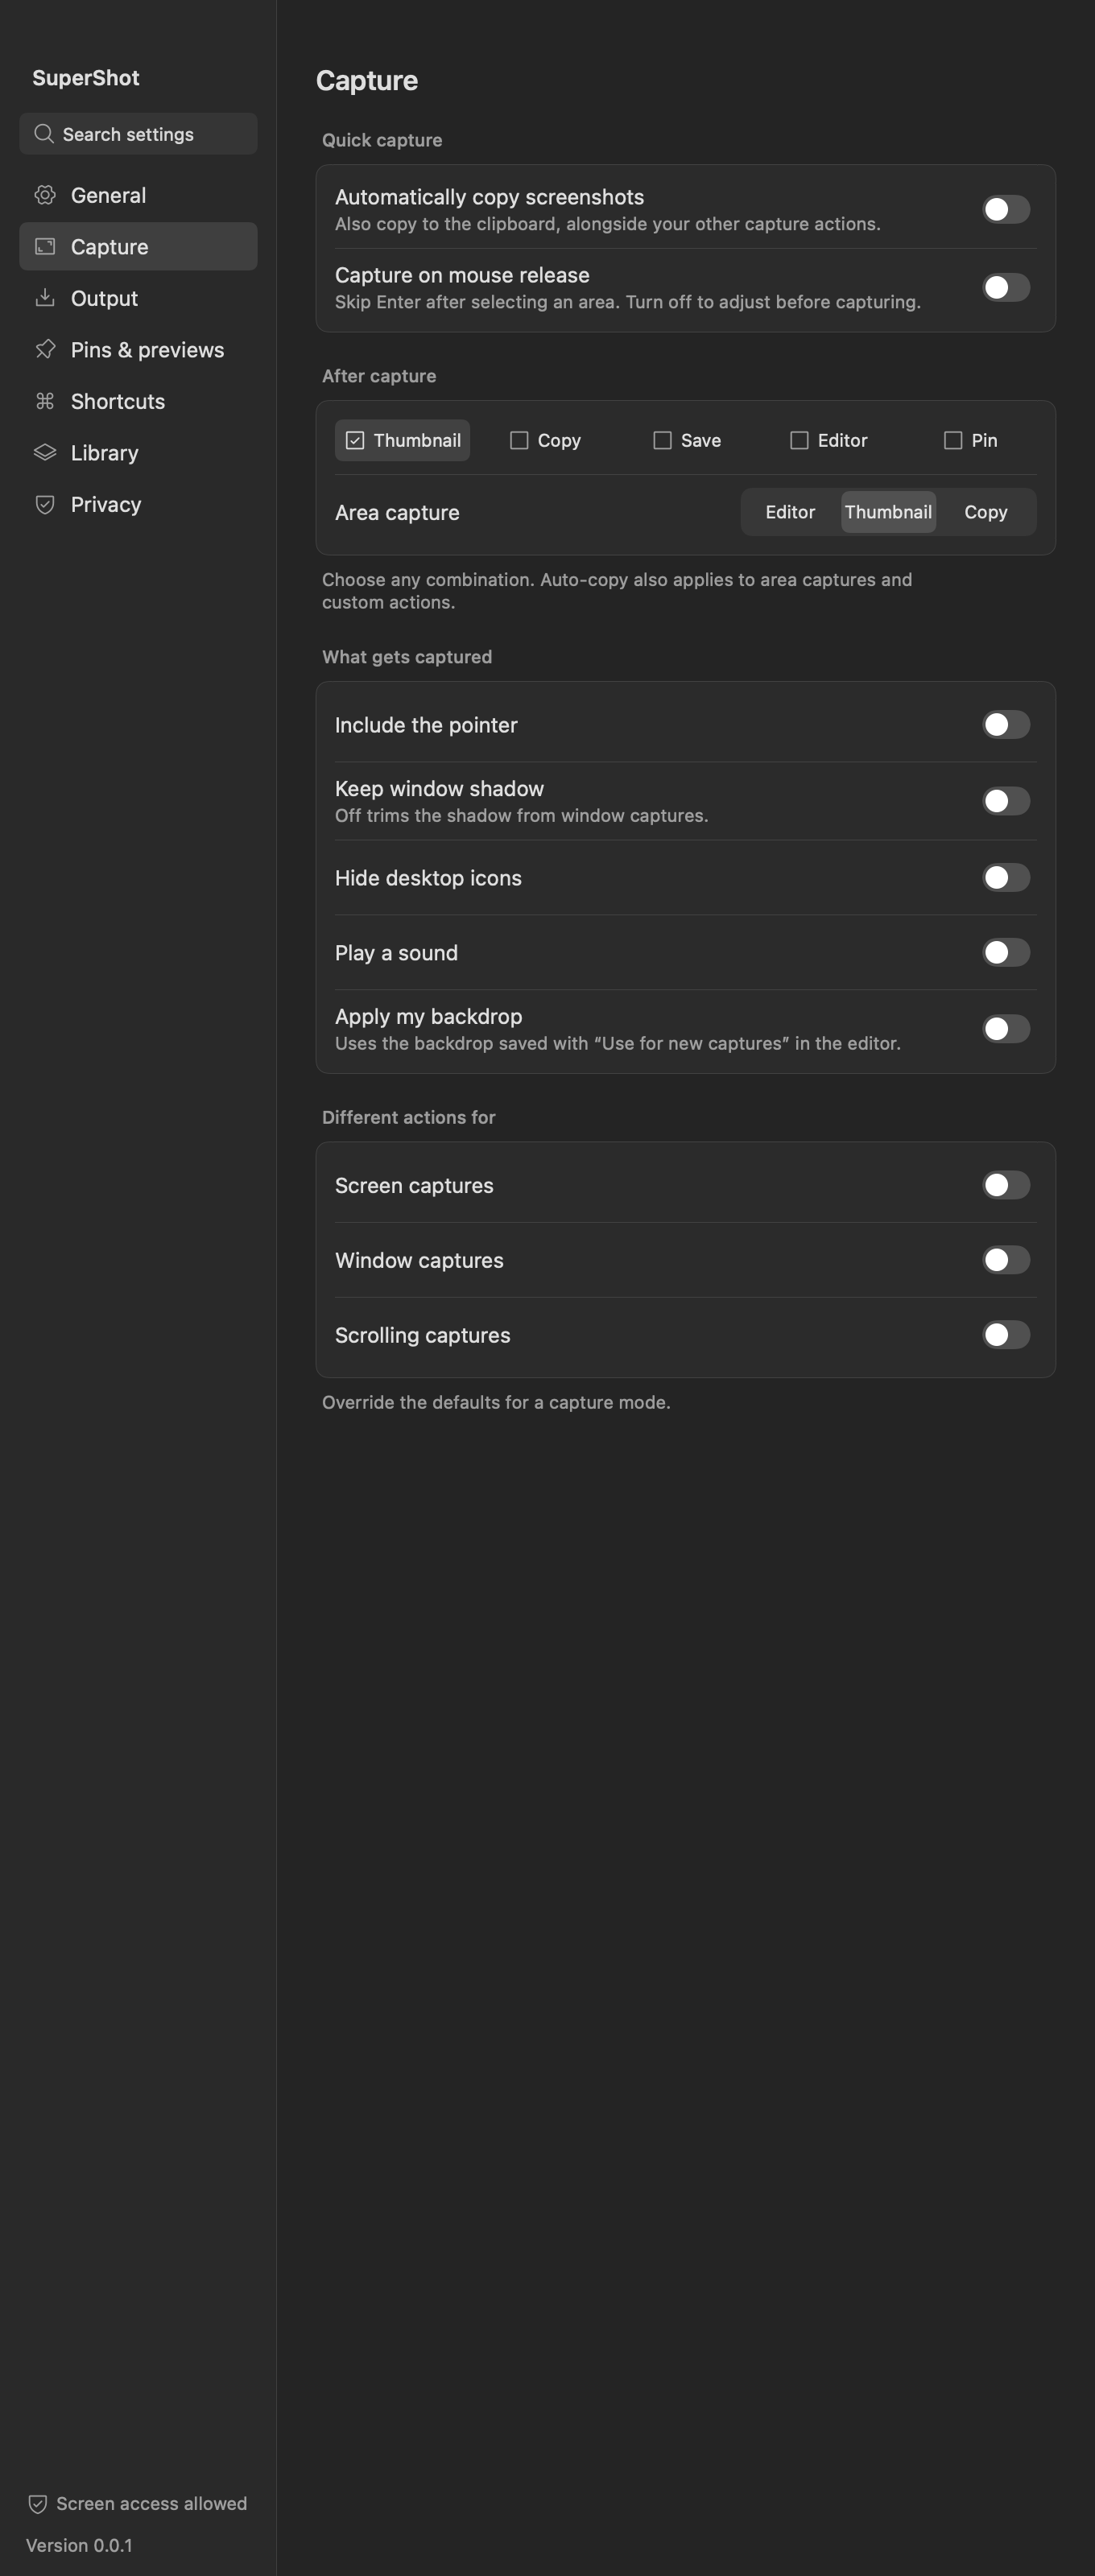 SuperShot
Search settings
General
Capture
Output
Pins & previews
Shortcuts
Library
Privacy
Screen access allowed
Version 0.0.1
Capture
Quick capture
Automatically copy screenshots
Also copy to the clipboard, alongside your other capture actions.
Capture on mouse release
Skip Enter after selecting an area. Turn off to adjust before capturing.
After capture
Thumbnail Copy Save Editor Pin
Area capture Editor Thumbnail Copy
Choose any combination. Auto-copy also applies to area captures and
custom actions.
What gets captured
Include the pointer
Keep window shadow
Off trims the shadow from window captures.
Hide desktop icons
Play a sound
Apply my backdrop
Uses the backdrop saved with “Use for new captures” in the editor.
Different actions for
Screen captures
Window captures
Scrolling captures
Override the defaults for a capture mode.